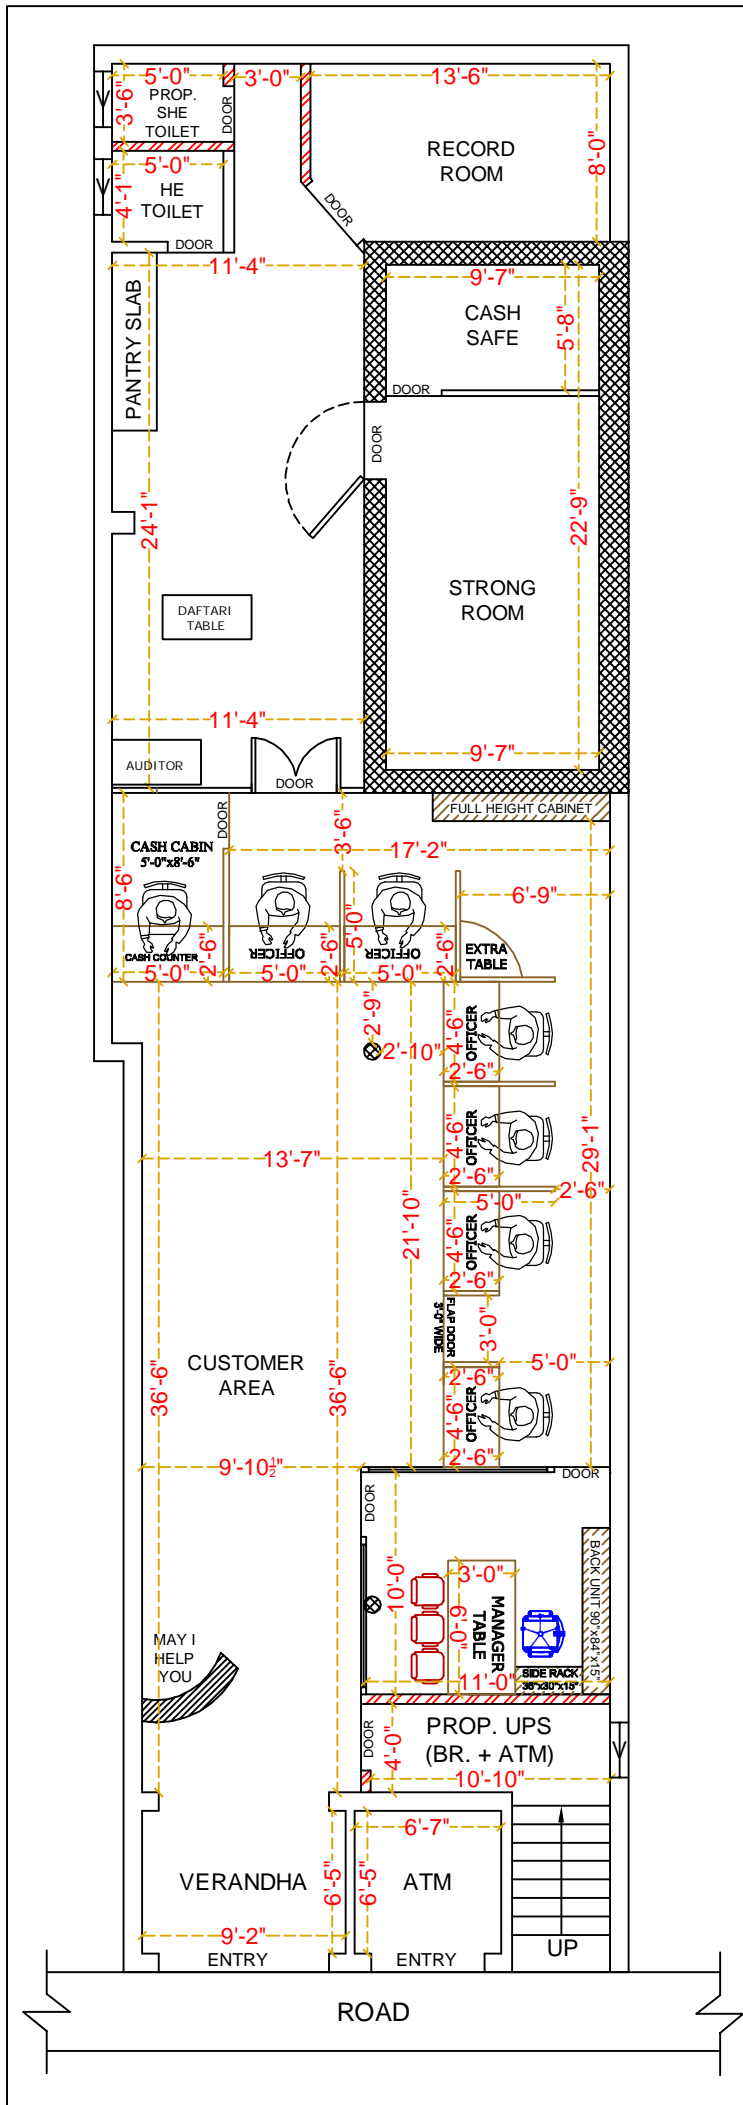 5'-0"
3'-0"
13'-6"
PROP.
SHE
TOILET
3'-6"
DOOR
RECORD
ROOM
8'-0"
5'-0"
HE
TOILET
4'-1"
DOOR
DOOR
11'-4"
9'-7"
PANTRY SLAB
CASH
SAFE
5'-8"
DOOR
DOOR
24'-1"
22'-9"
STRONG
ROOM
DAFTARI
TABLE
11'-4"
9'-7"
AUDITOR
DOOR
FULL HEIGHT CABINET
DOOR
CASH CABIN
5'-0"x8'-6"
3'-6"
17'-2"
8'-6"
6'-9"
5'-0"
OFFICER
OFFICER
EXTRA
TABLE
CASH COUNTER
2'-6"
2'-6"
2'-6"
5'-0"
5'-0"
5'-0"
2'-9"
2'-10"
4'-6"
OFFICER
2'-6"
4'-6"
OFFICER
2'-6"
13'-7"
29'-1"
2'-6"
5'-0"
21'-10"
4'-6"
OFFICER
2'-6"
FLAP DOOR
3'-0" WIDE
3'-0"
5'-0"
CUSTOMER
AREA
36'-6"
36'-6"
2'-6"
4'-6"
OFFICER
2'-6"
9'-10½"
DOOR
DOOR
10'-0"
3'-0"
6'-0"
MANAGER
TABLE
BACK UNIT 90"x84"x15"
MAY I
HELP
YOU
SIDE RACK
36"x30"x15"
11'-0"
DOOR
4'-0"
PROP. UPS
(BR. + ATM)
10'-10"
6'-7"
VERANDHA
6'-5"
6'-5"
ATM
9'-2"
ENTRY
ENTRY
UP
ROAD